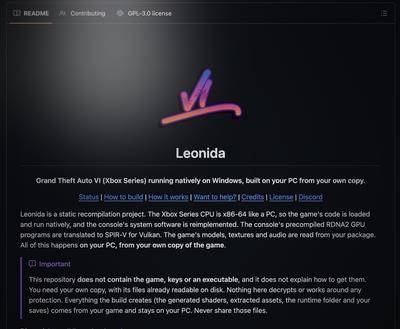 README Contributing GPL-3.0 license
VI
Leonida
Grand Theft Auto VI (Xbox Series) running natively on Windows, built on your PC from your own copy.
Status | How to build | How it works | Want to help? | Credits | License | Discord
Leonida is a static recompilation project. The Xbox Series CPU is x86-64 like a PC, so the game's code is loaded
and run natively, and the console's system software is reimplemented. The console's precompiled RDNA2 GPU
programs are translated to SPIR-V for Vulkan. The game's models, textures and audio are read from your package.
All of this happens on your PC, from your own copy of the game.
Important
This repository does not contain the game, keys or an executable, and it does not explain how to get them.
You need your own copy, with its files already readable on disk. Nothing here decrypts or works around any
protection. Everything the build creates (the generated shaders, extracted assets, the runtime folder and your
saves) comes from your game and stays on your PC. Never share those files.